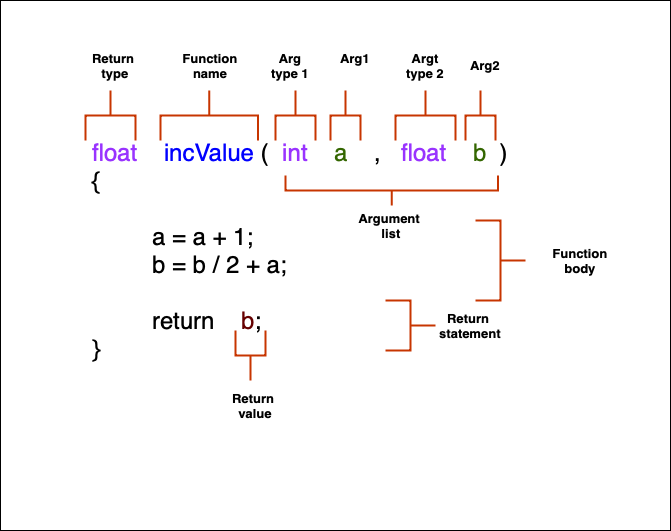 Return
type
Function
name
Arg
type 1
Arg1
Argt
type 2
Arg2
float incValue ( int a , float b )
{
Argument
list
a = a + 1;
b = b / 2 + a;
Function
body
return b;
Return
statement
}
Return
value